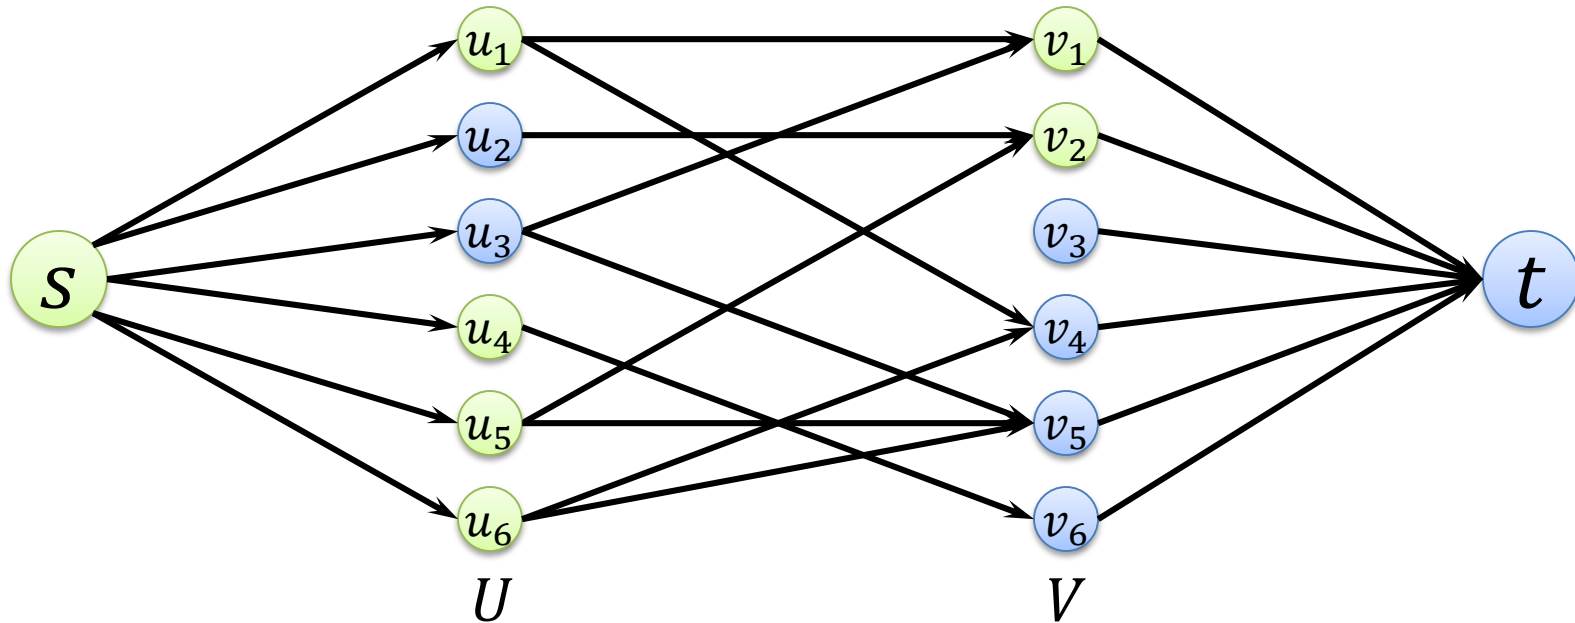 u₁ v₁
u₂ v₂
u₃ v₃
s t
u₄ v₄
u₅ v₅
u₆ v₆
U V